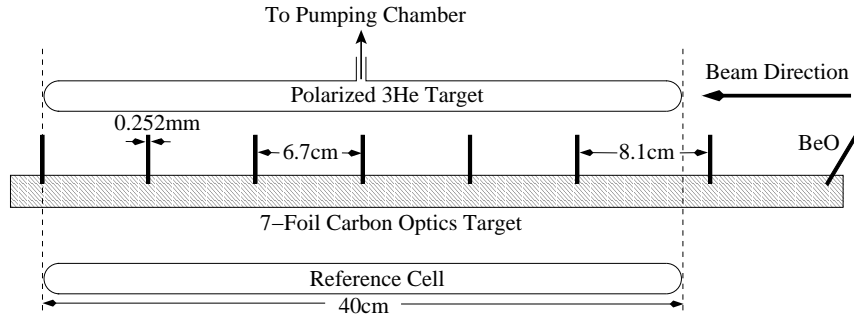 To Pumping Chamber
Beam Direction
Polarized 3He Target
0.252mm
6.7cm
8.1cm
BeO
7−Foil Carbon Optics Target
Reference Cell
40cm